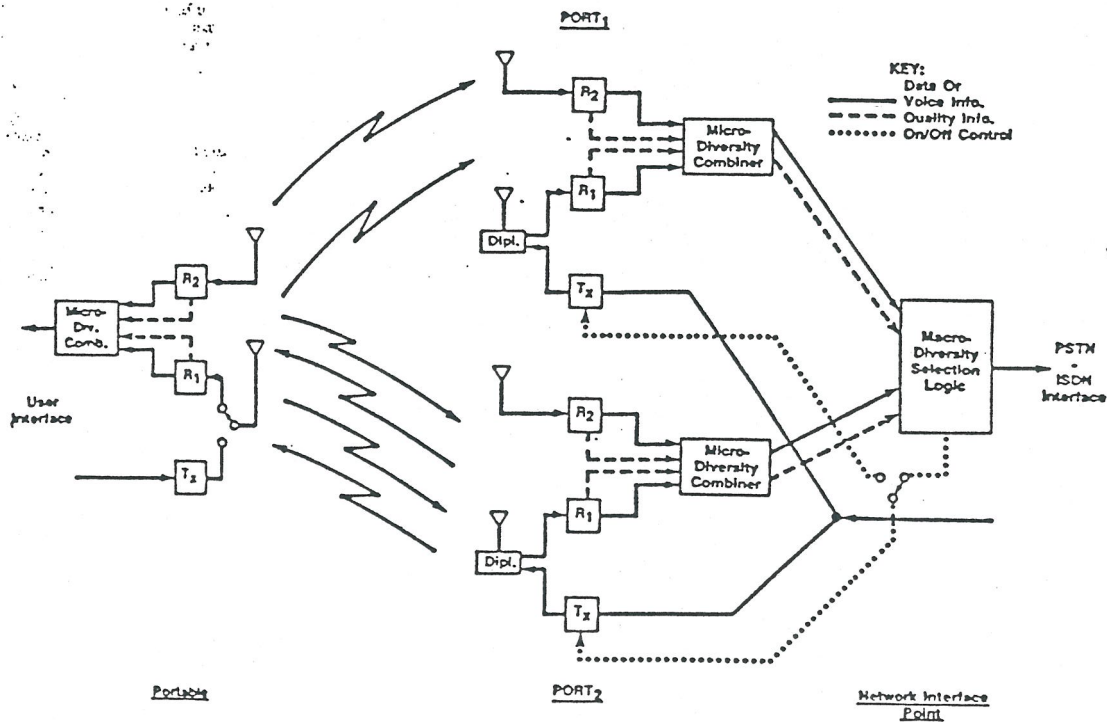 PORT1
KEY:
Data Or
Voice Info.
Quality Info.
On/Off Control
R2
Micro-
Diversity
Combiner
R1
Dipl.
Tx
R2
Micro-
Div.
Comb.
R1
User
Interface
Tx
Macro-
Diversity
Selection
Logic
PSTN
-
ISDN
Interface
R2
Micro-
Diversity
Combiner
R1
Dipl.
Tx
Portable
PORT2
Network Interface
Point